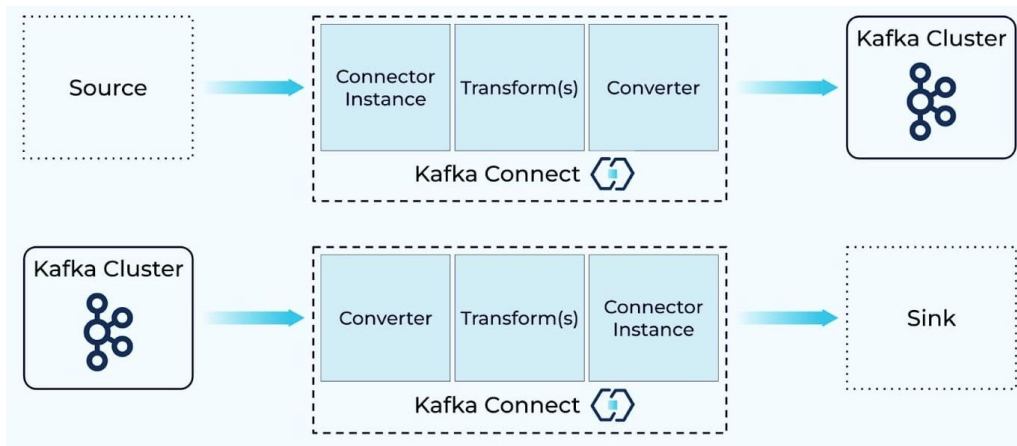 Source
Connector
Instance
Transform(s)
Converter
Kafka Connect
Kafka Cluster
Kafka Cluster
Converter
Transform(s)
Connector
Instance
Kafka Connect
Sink